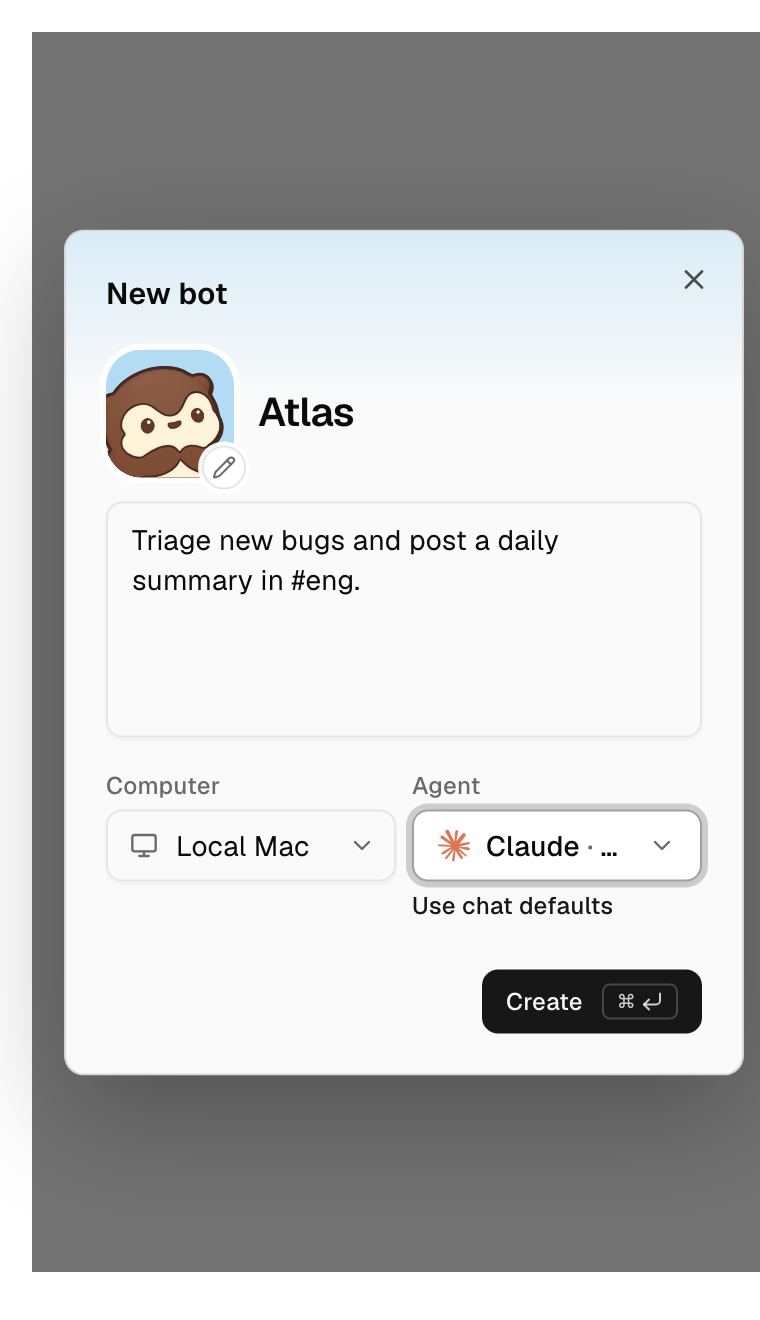 New bot
Atlas
Triage new bugs and post a daily
summary in #eng.
Computer
Agent
Local Mac
Claude · ...
Use chat defaults
Create ⌘